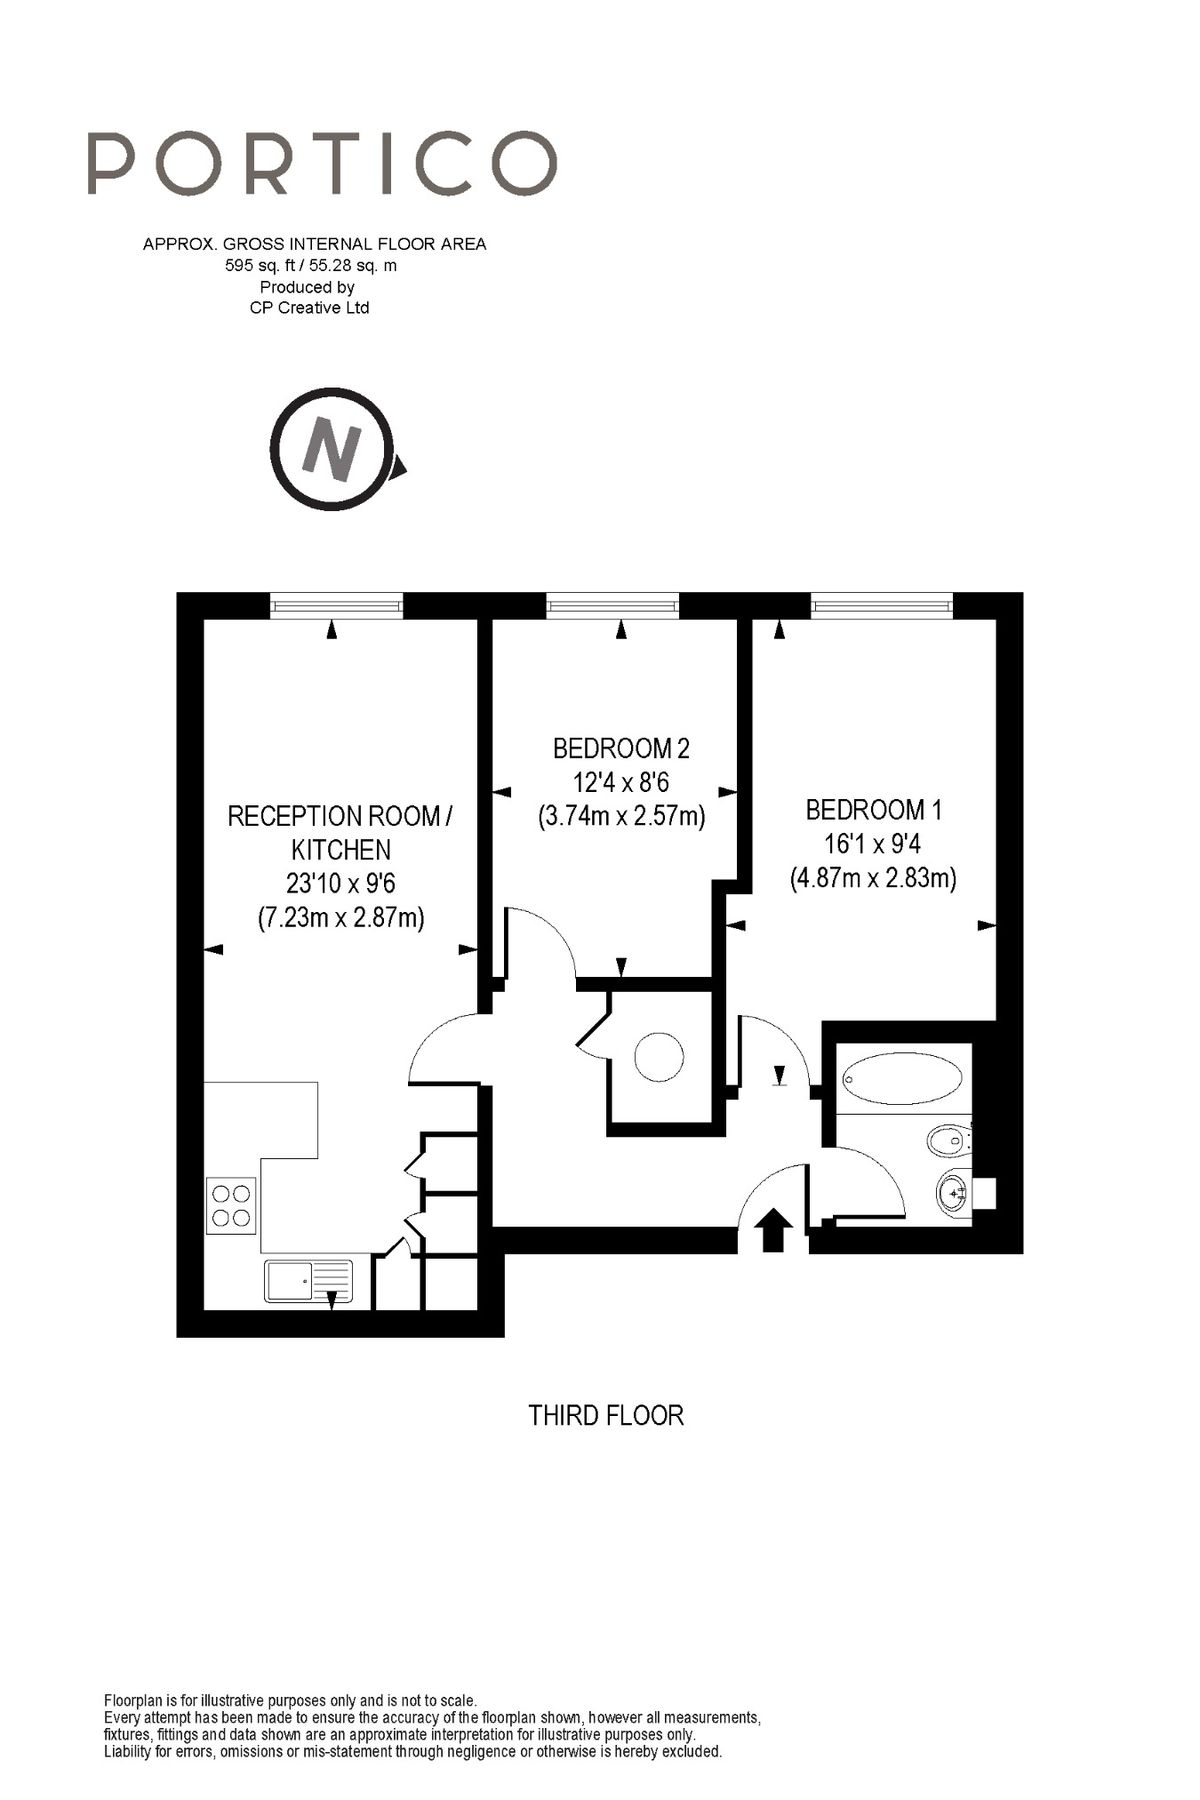 PORTICO
APPROX. GROSS INTERNAL FLOOR AREA
595 sq. ft / 55.28 sq. m
Produced by
CP Creative Ltd
N
BEDROOM 2
12'4 x 8'6
(3.74m x 2.57m)
RECEPTION ROOM /
KITCHEN
23'10 x 9'6
(7.23m x 2.87m)
BEDROOM 1
16'1 x 9'4
(4.87m x 2.83m)
THIRD FLOOR
Floorplan is for illustrative purposes only and is not to scale.
Every attempt has been made to ensure the accuracy of the floorplan shown, however all measurements,
fixtures, fittings and data shown are an approximate interpretation for illustrative purposes only.
Liability for errors, omissions or mis-statement through negligence or otherwise is hereby excluded.